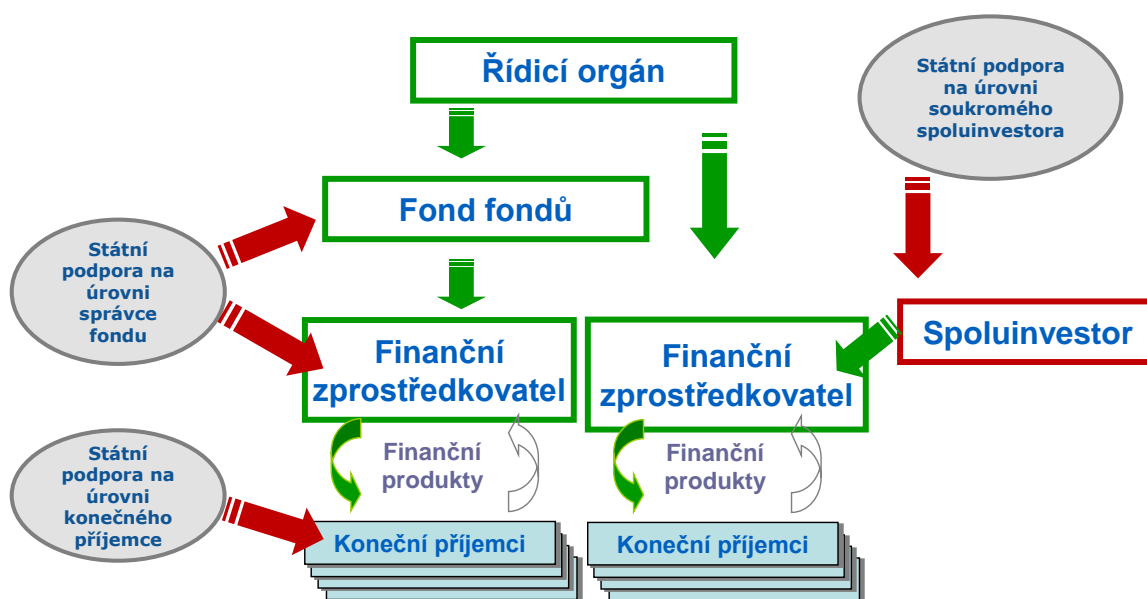 Řídicí orgán
Státní podpora
na úrovni
soukromého
spoluinvestora
Fond fondů
Státní
podpora na
úrovni
správce
fondu
Finanční
zprostředkovatel
Finanční
zprostředkovatel
Spoluinvestor
Finanční
produkty
Finanční
produkty
Státní
podpora na
úrovni
konečného
příjemce
Koneční příjemci
Koneční příjemci